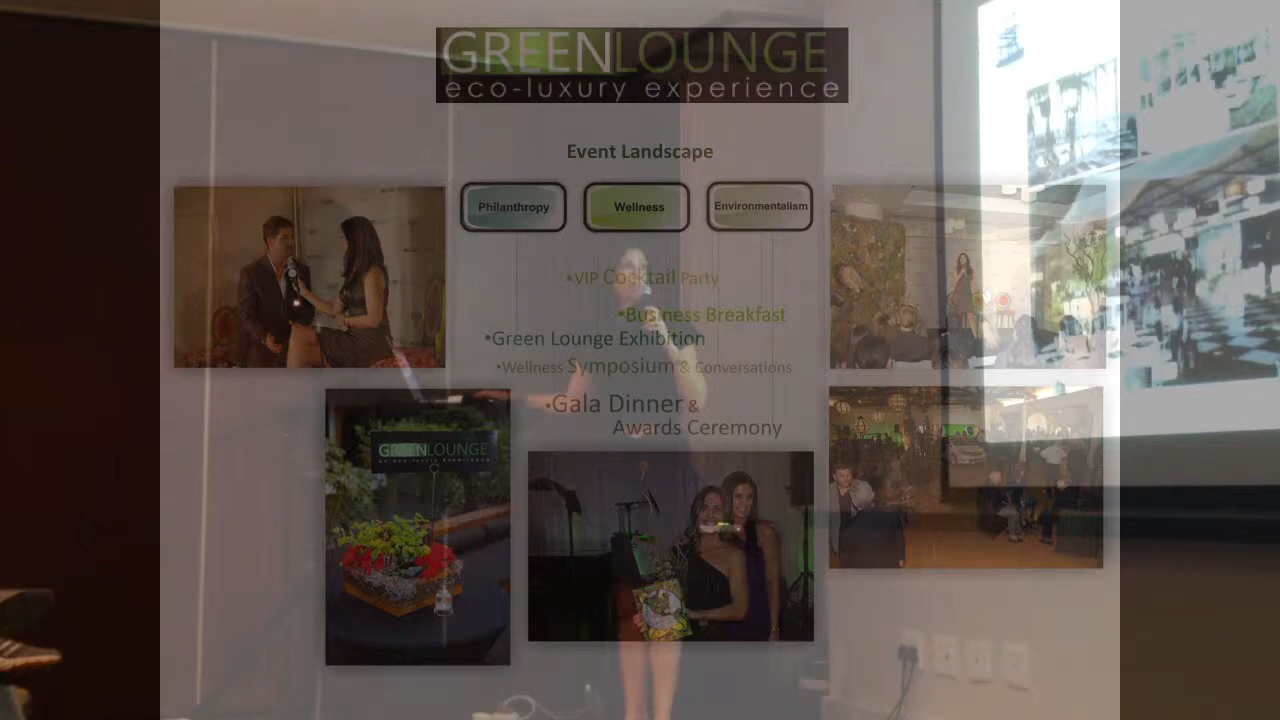 GREENLOUNGE
eco-luxury experience
Event Landscape
Philanthropy
Wellness
Environmentalism
•VIP Cocktail Party
•Business Breakfast
•Green Lounge Exhibition
•Wellness Symposium & Conversations
•Gala Dinner &
Awards Ceremony
GREENLOUNGE